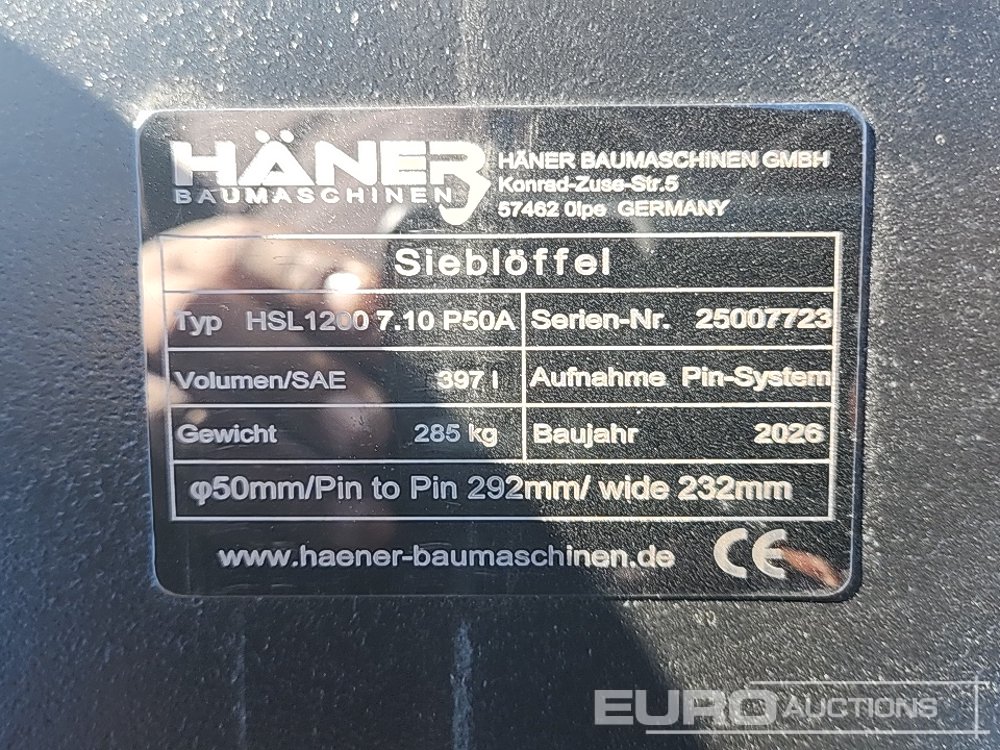 HÄNER
BAUMASCHINEN
HÄNER BAUMASCHINEN GMBH
Konrad-Zuse-Str.5
57462 Olpe GERMANY
Sieblöffel
Typ HSL1200 7.10 P50A Serien-Nr. 25007723
Volumen/SAE 397 l Aufnahme Pin-System
Gewicht 285 kg Baujahr 2026
φ50mm/Pin to Pin 292mm/ wide 232mm
www.haener-baumaschinen.de CE
EURO AUCTIONS